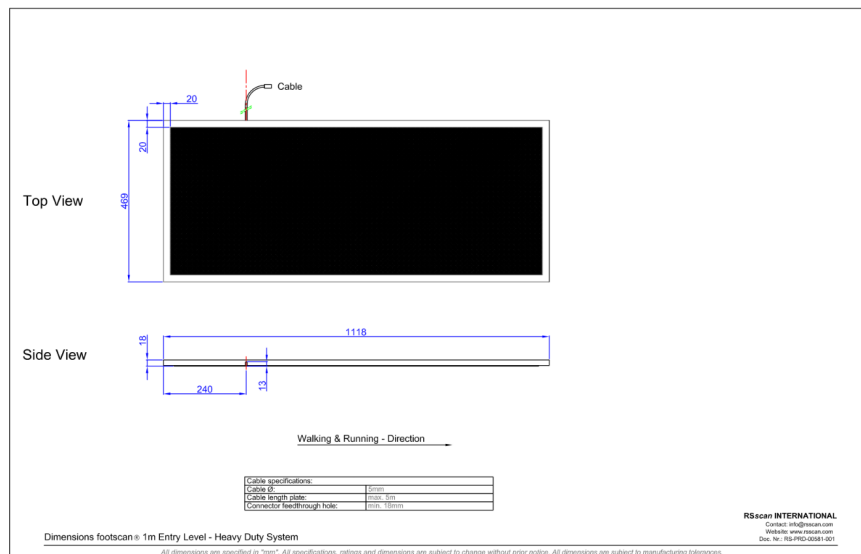 Cable
20
20
469
Top View
1118
Side View
18
240
13
Walking & Running - Direction
Cable specifications:
Cable Ø: 5mm
Cable length plate: max. 5m
Connector feedthrough hole: min. 18mm
RSscan INTERNATIONAL
Contact: info@rsscan.com
Website: www.rsscan.com
Doc. Nr.: RS-PRD-00581-001
Dimensions footscan® 1m Entry Level - Heavy Duty System
All dimensions are specified in "mm". All specifications, ratings and dimensions are subject to change without prior notice. All dimensions are subject to manufacturing tolerances.